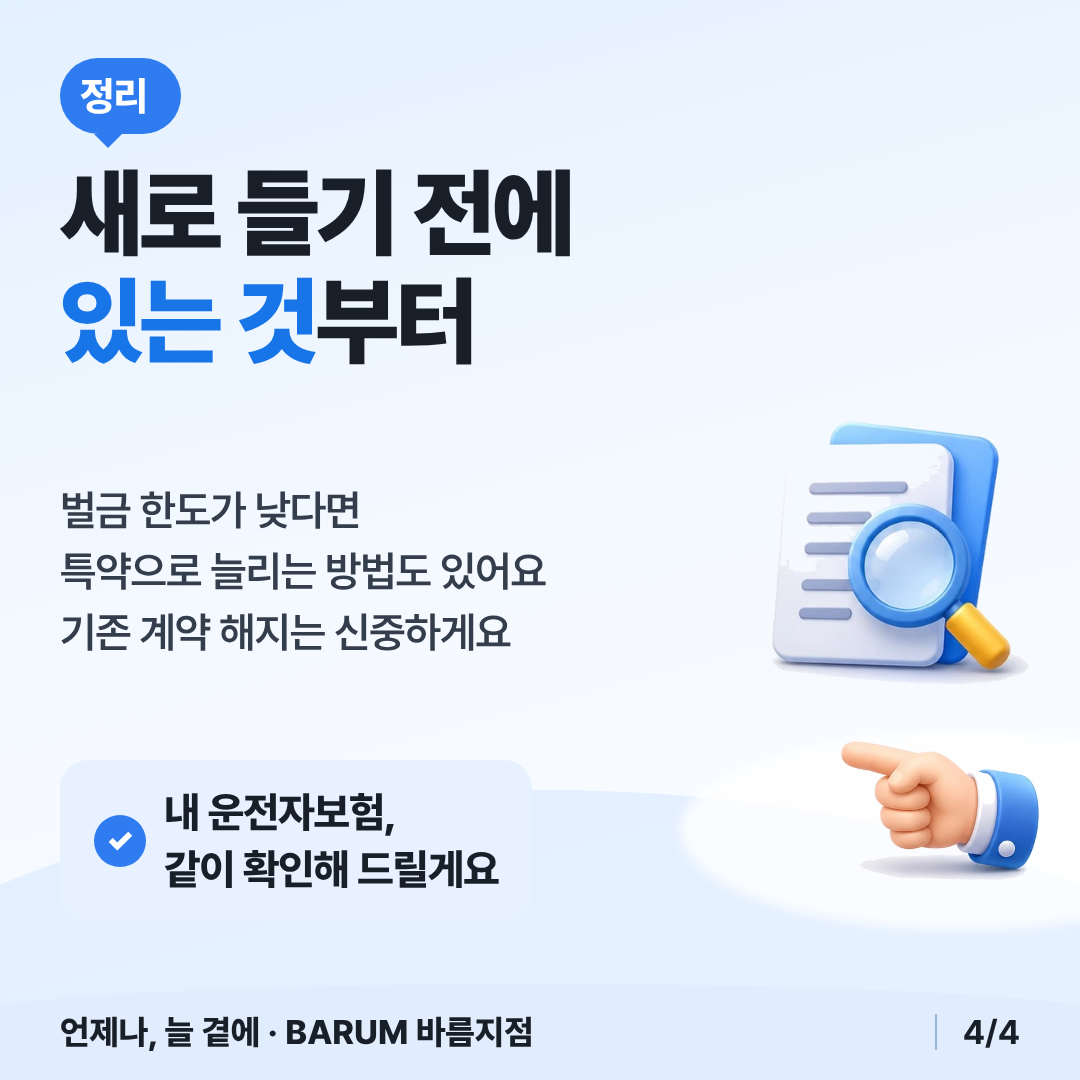 정리
새로 들기 전에
있는 것부터
벌금 한도가 낮다면
특약으로 늘리는 방법도 있어요
기존 계약 해지는 신중하게요
내 운전자보험,
같이 확인해 드릴게요
언제나, 늘 곁에 · BARUM 바름지점
4/4